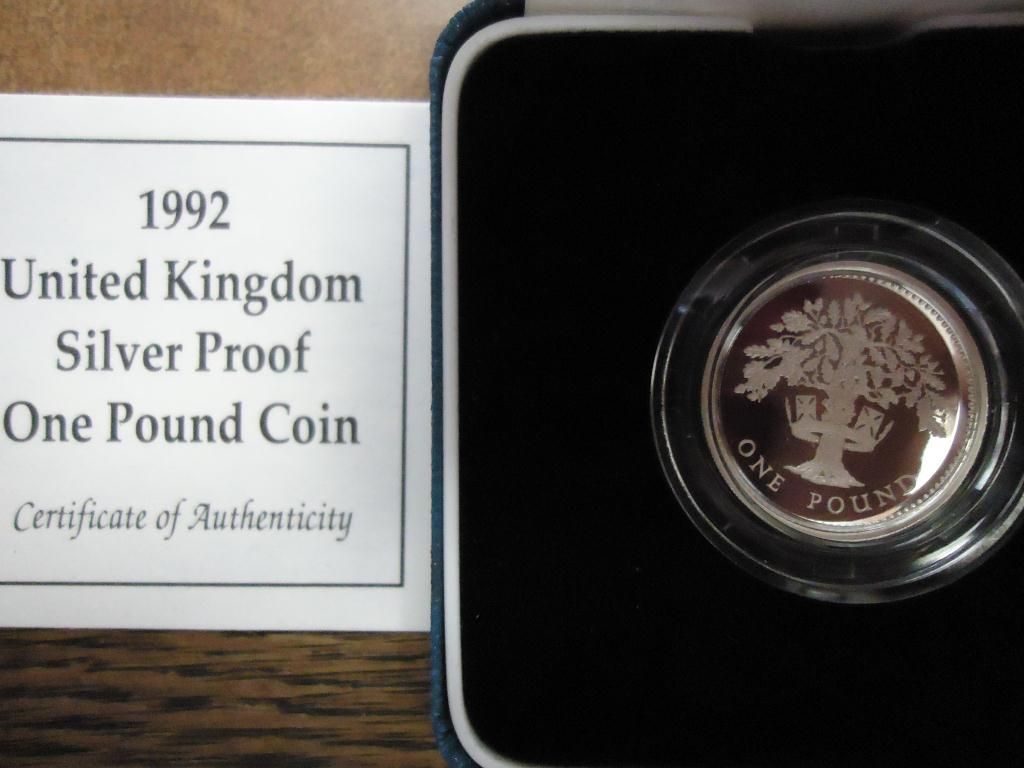 1992
United Kingdom
Silver Proof
One Pound Coin
Certificate of Authenticity
ONE POUND